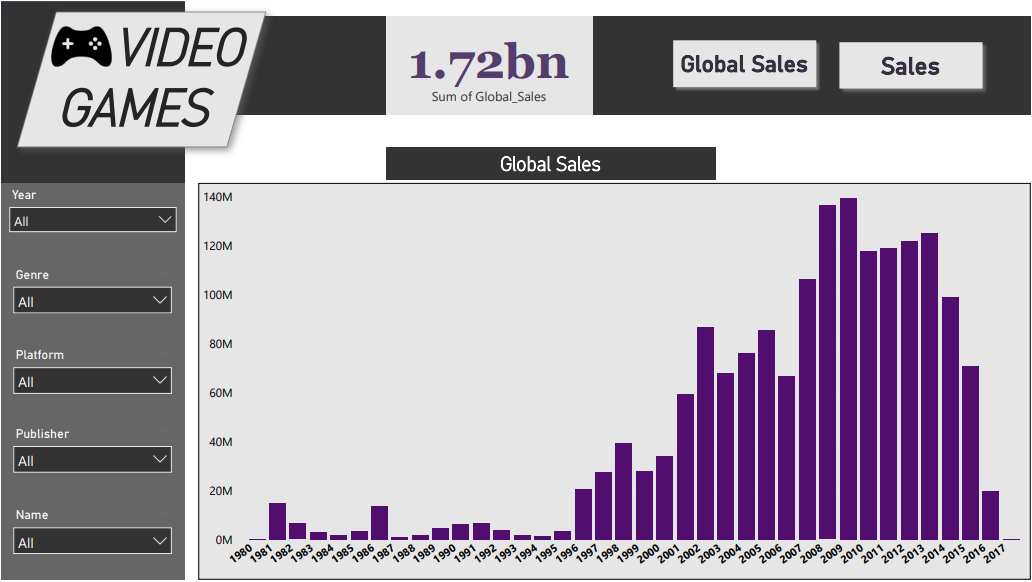 VIDEO
GAMES
1.72bn
Sum of Global_Sales
Global Sales
Sales
Global Sales
Year
All
Genre
All
Platform
All
Publisher
All
Name
All
140M
120M
100M
80M
60M
40M
20M
0M
1980 1981 1982 1983 1984 1985 1986 1987 1988 1989 1990 1991 1992 1993 1994 1995 1996 1997 1998 1999 2000 2001 2002 2003 2004 2005 2006 2007 2008 2009 2010 2011 2012 2013 2014 2015 2016 2017